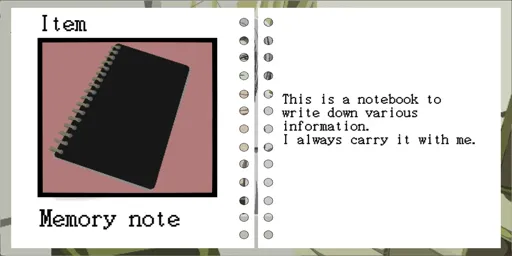 Item
Memory note
This is a notebook to
write down various
information.
I always carry it with me.